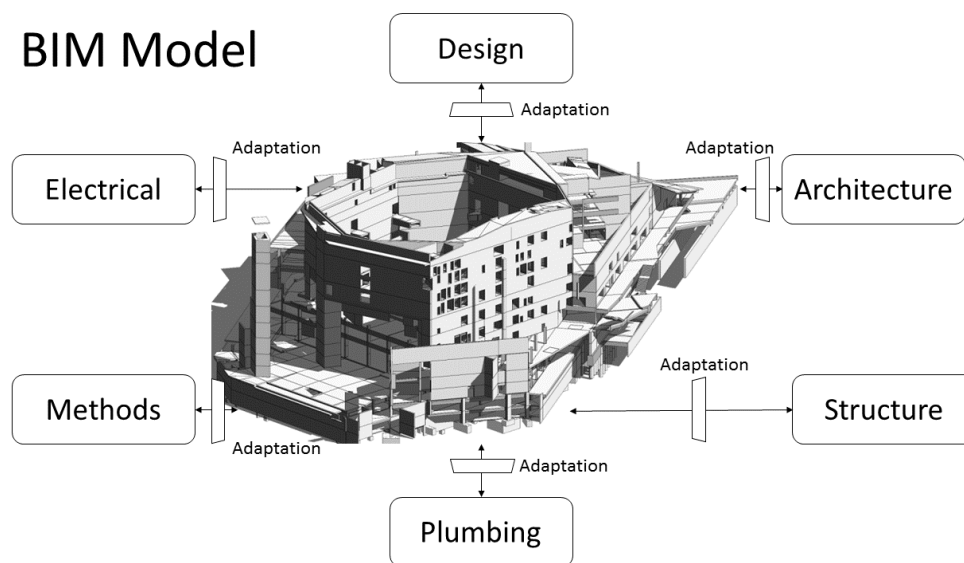 BIM Model
Design
Adaptation
Adaptation
Adaptation
Electrical
Architecture
Adaptation
Methods
Structure
Adaptation
Adaptation
Plumbing